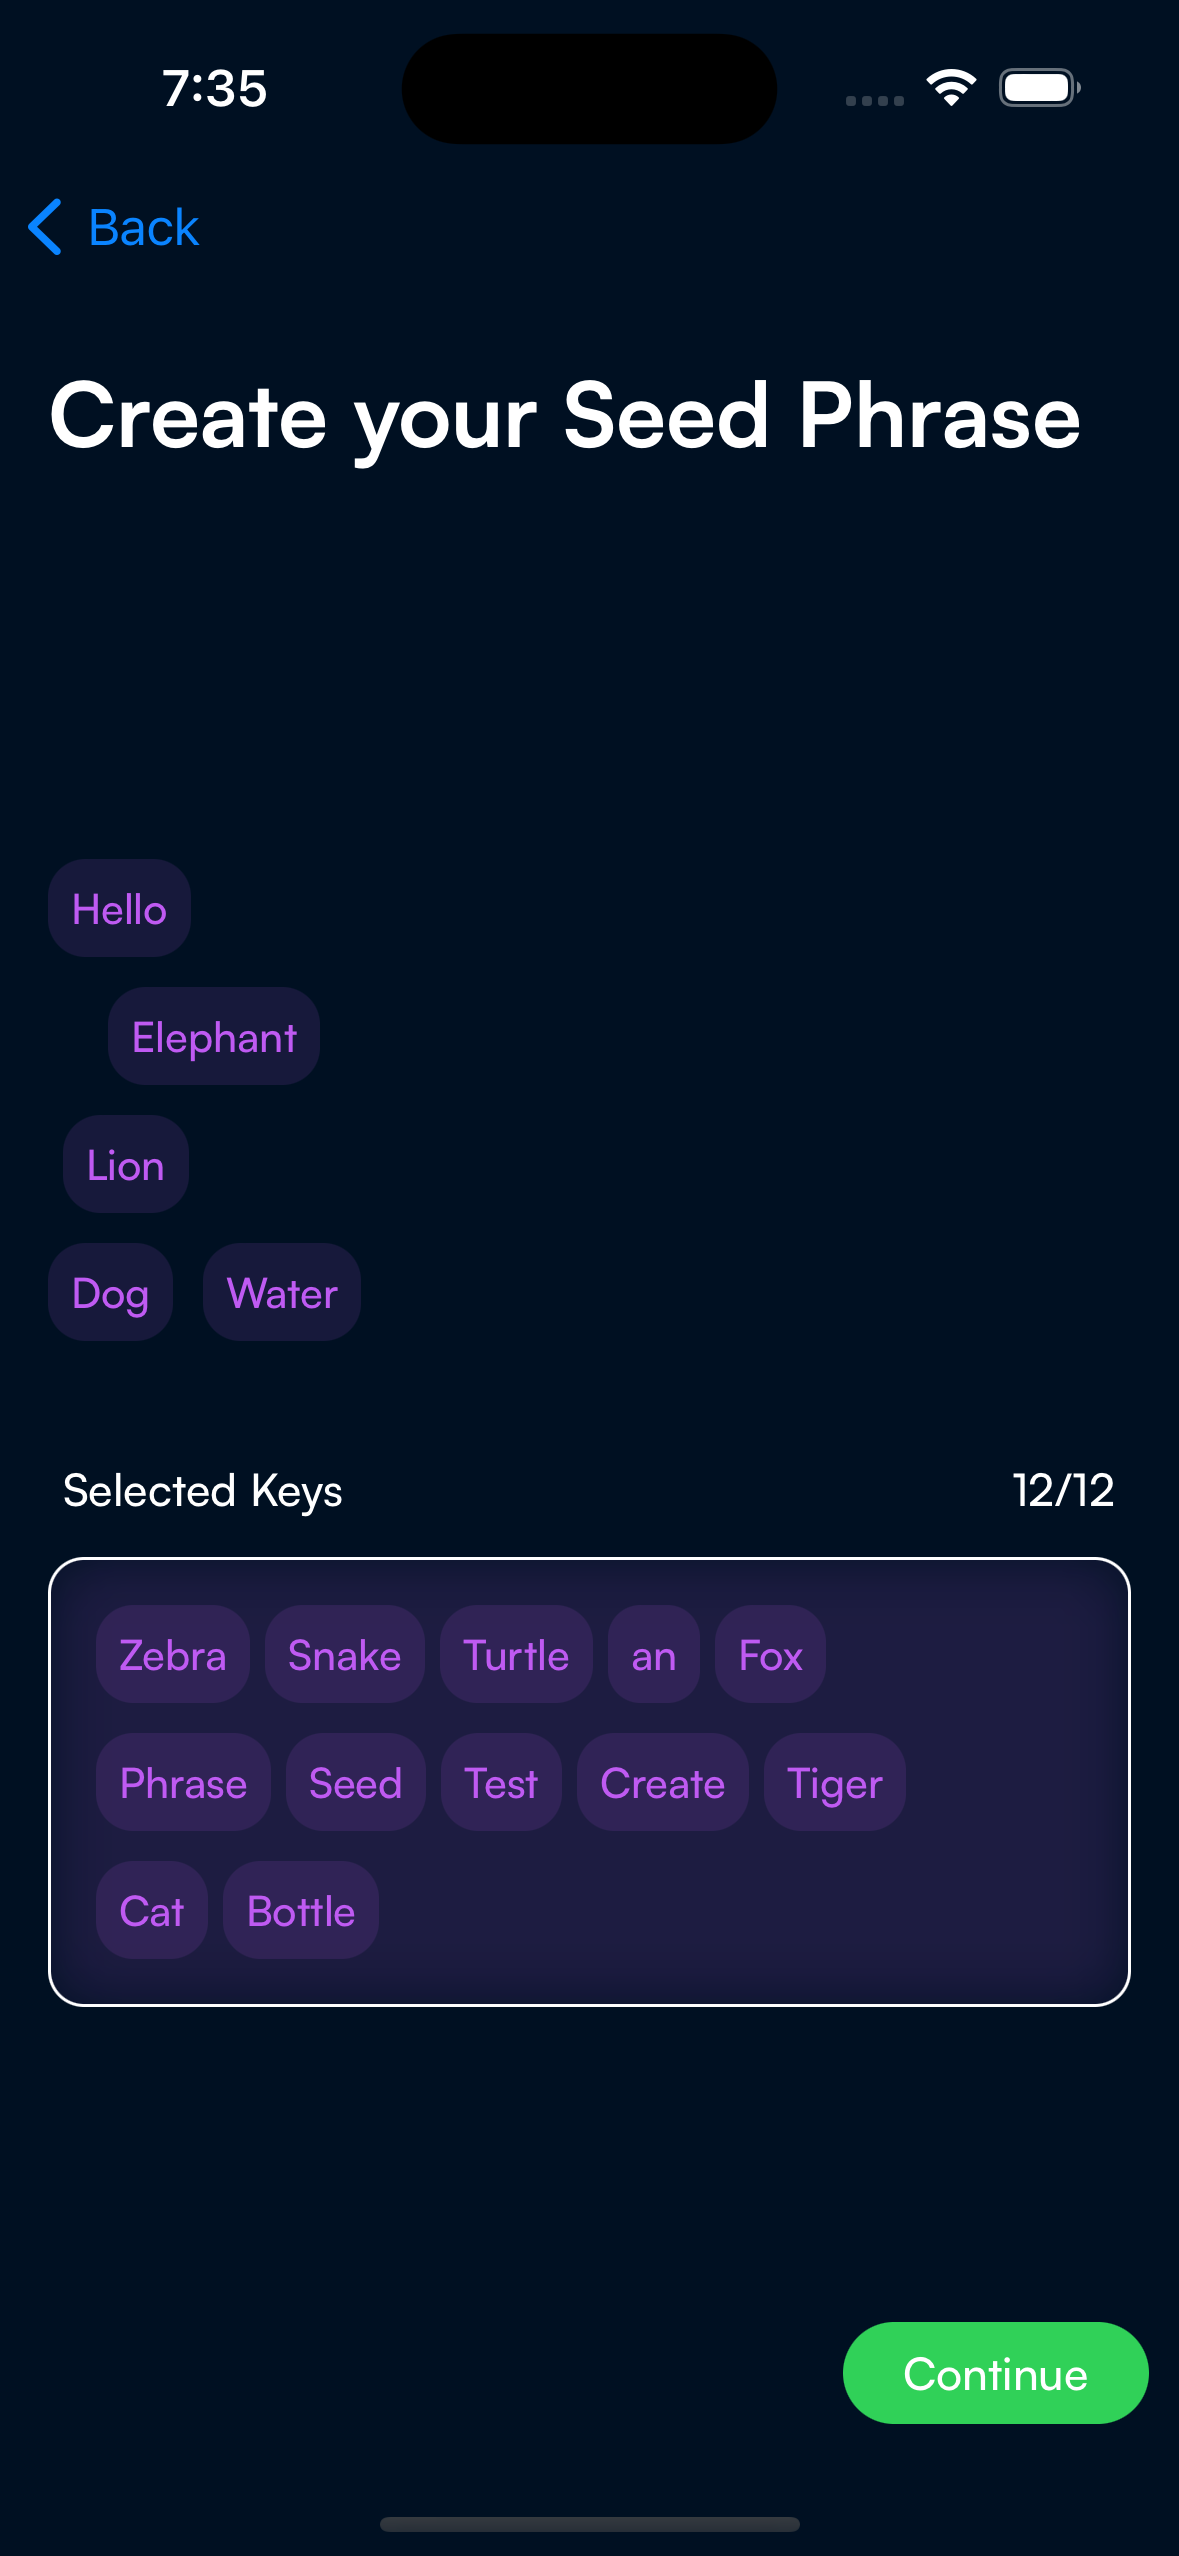 7:35
Back
Create your Seed Phrase
Hello
Elephant
Lion
Dog Water
Selected Keys 12/12
Zebra Snake Turtle an Fox
Phrase Seed Test Create Tiger
Cat Bottle
Continue